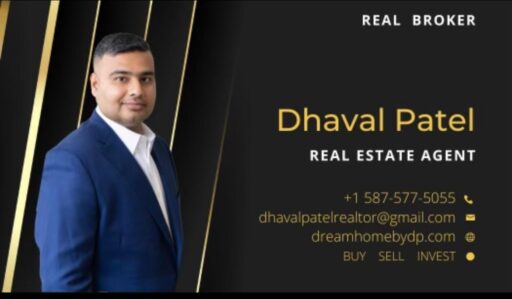 REAL BROKER
Dhaval Patel
REAL ESTATE AGENT
+1 587-577-5055
dhavalpatelrealtor@gmail.com
dreamhomebydp.com
BUY SELL INVEST